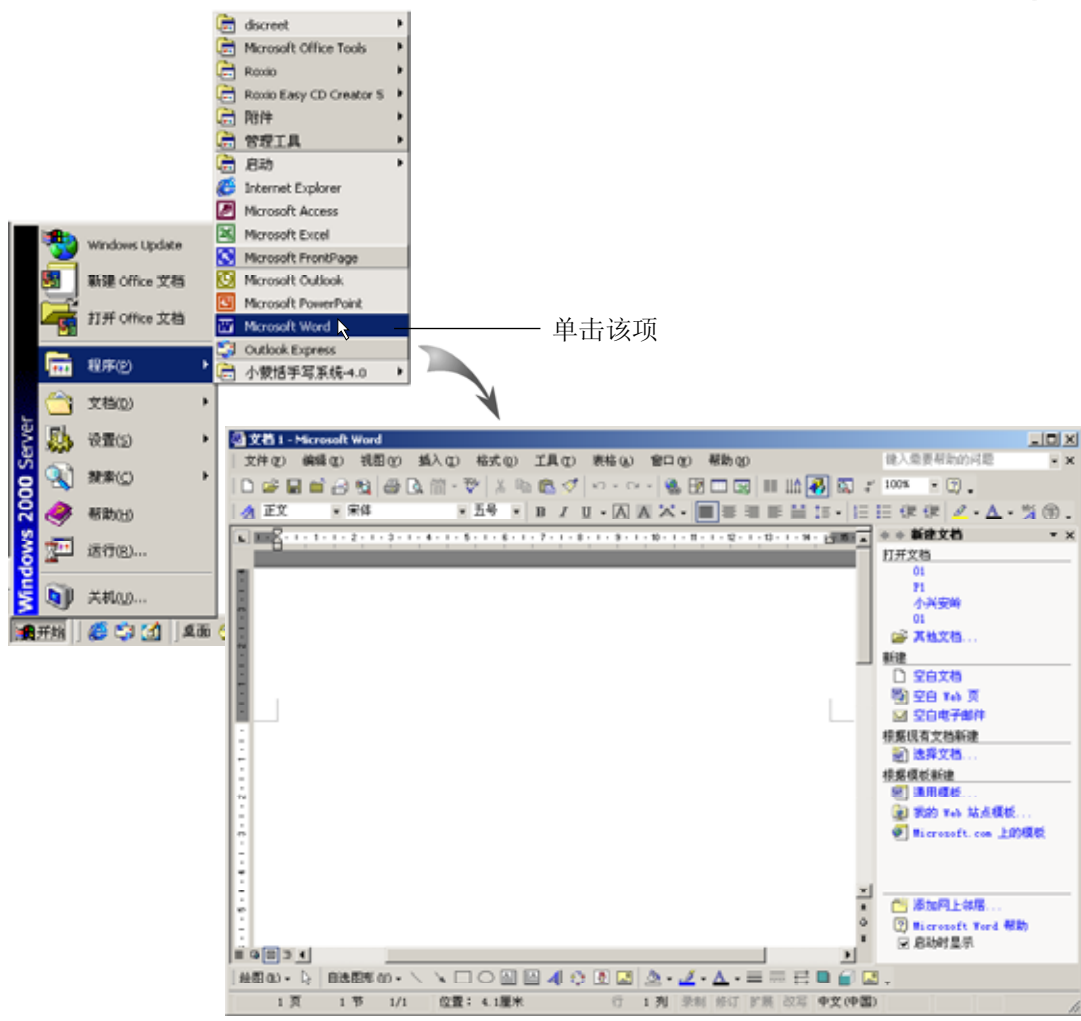 discreet
Microsoft Office Tools
Roxio
Roxio Easy CD Creator 5
附件
管理工具
启动
Internet Explorer
Microsoft Access
Microsoft Excel
Microsoft FrontPage
Microsoft Outlook
Microsoft PowerPoint
Microsoft Word
Outlook Express
小蒙恬手写系统-4.0
单击该项
Windows 2000 Server
Windows Update
新建 Office 文档
打开 Office 文档
程序(P)
文档(D)
设置(S)
搜索(C)
帮助(H)
运行(R)...
关机(U)...
开始 桌面
文档 1 - Microsoft Word
文件(F) 编辑(E) 视图(V) 插入(I) 格式(O) 工具(T) 表格(A) 窗口(W) 帮助(H) 键入需要帮助的问题
100%
正文 宋体 五号 B I U A A
新建文档
打开文档
01
P1
小兴安岭
01
其他文档...
新建
空白文档
空白 Web 页
空白电子邮件
根据现有文档新建
选择文档...
根据模板新建
通用模板...
我的 Web 站点模板...
Microsoft.com 上的模板
添加网上邻居...
Microsoft Word 帮助
启动时显示
绘图(R) 自选图形(U)
1 页 1 节 1/1 位置: 4.1厘米 行 1 列 录制 修订 扩展 改写 中文(中国)